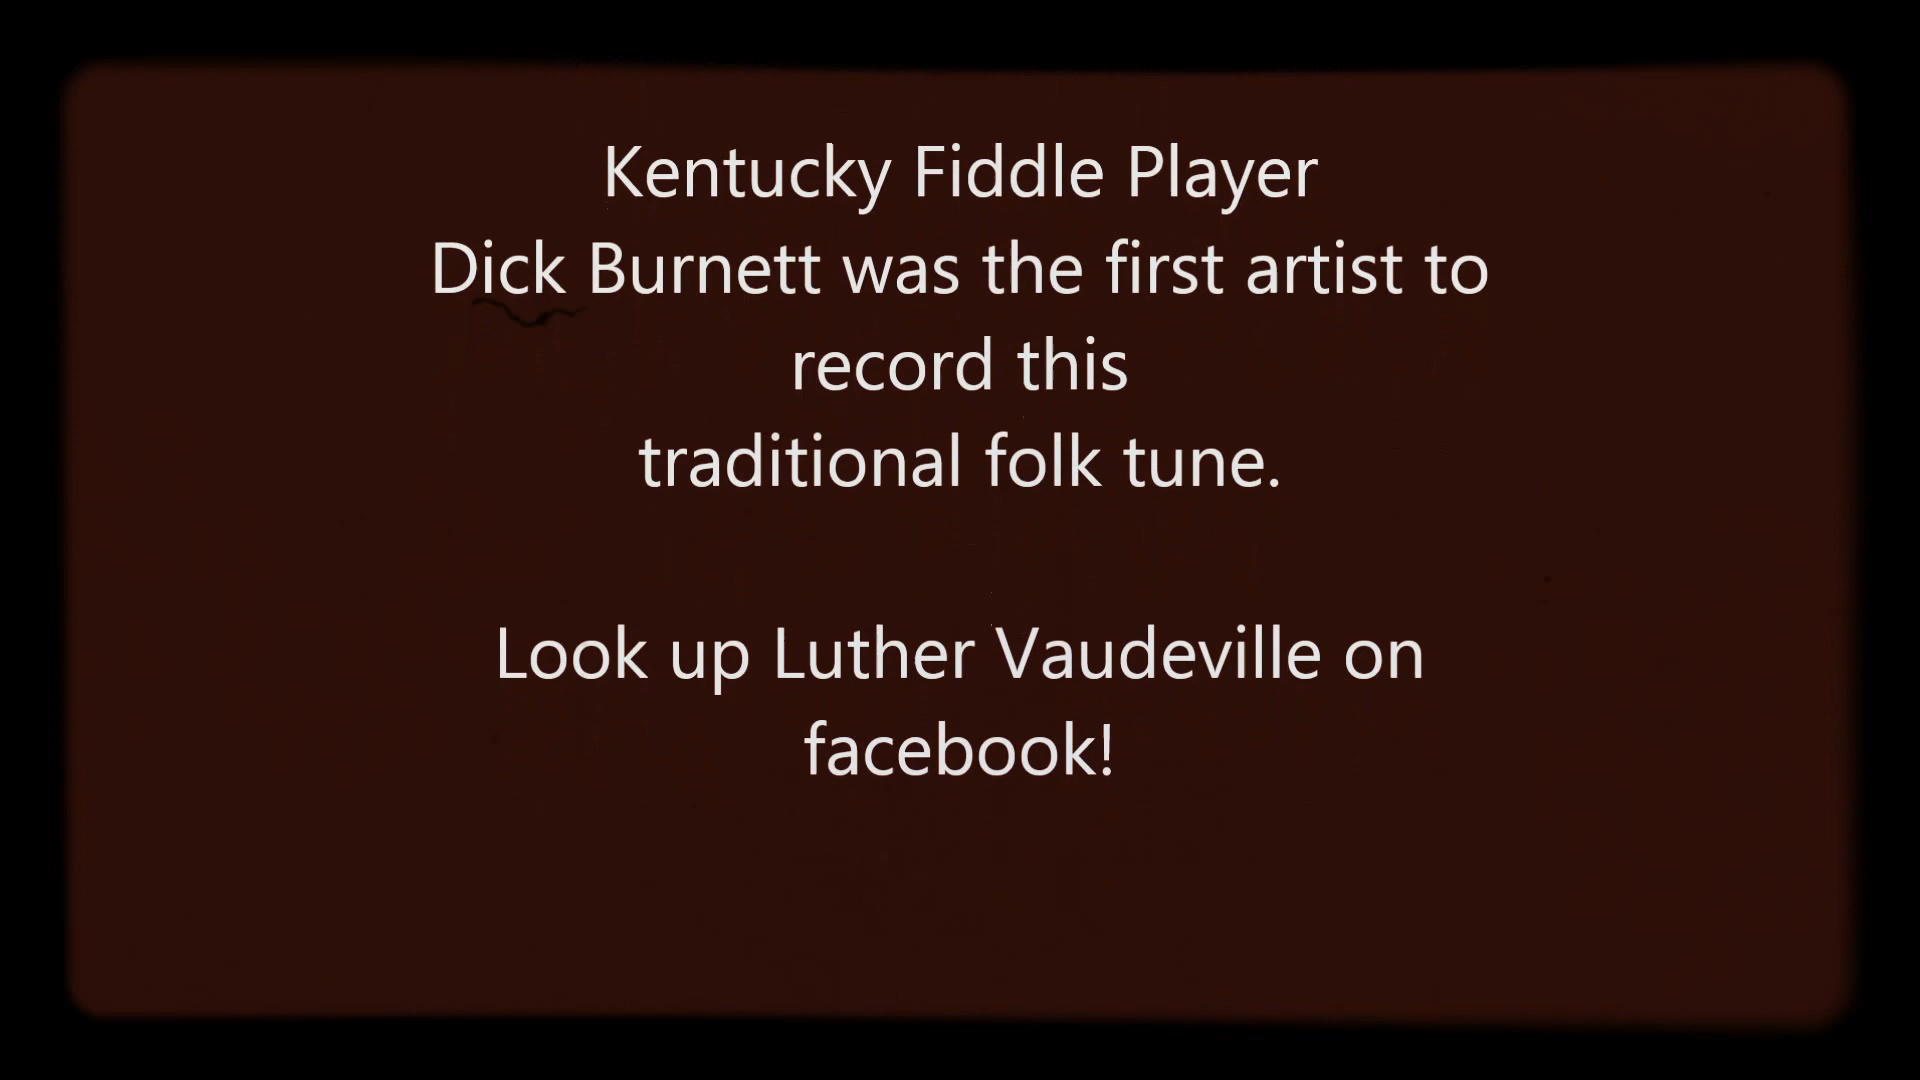 Kentucky Fiddle Player
Dick Burnett was the first artist to
record this
traditional folk tune.
Look up Luther Vaudeville on
facebook!